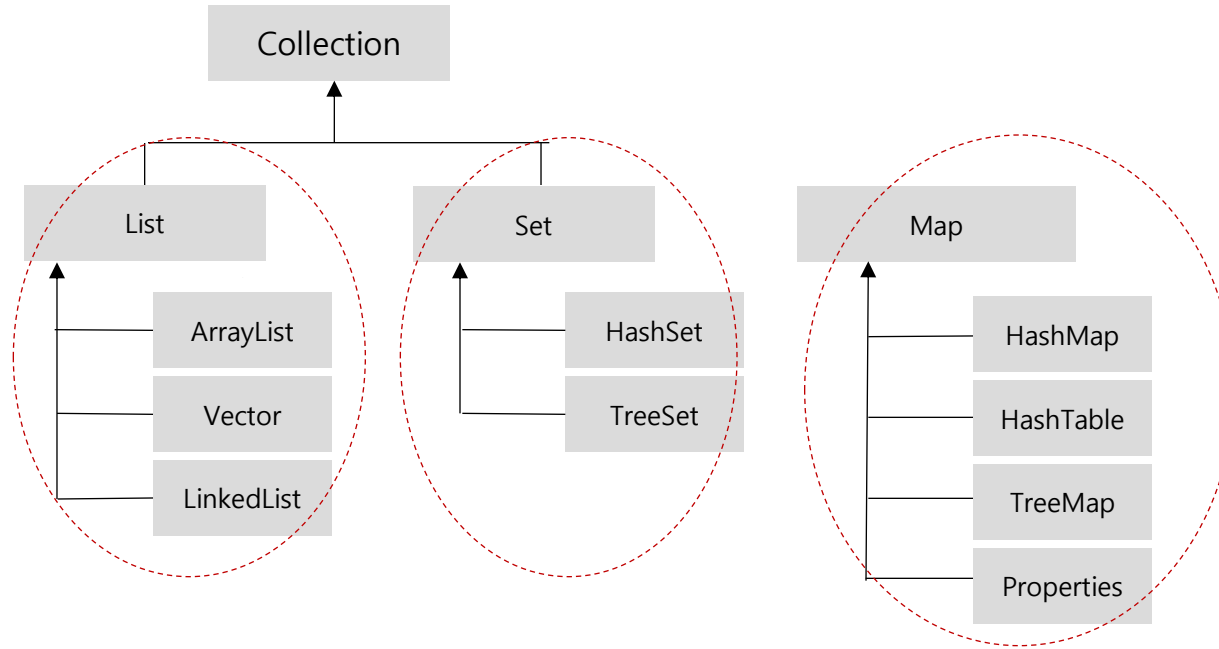 Collection
List
Set
Map
ArrayList
Vector
LinkedList
HashSet
TreeSet
HashMap
HashTable
TreeMap
Properties